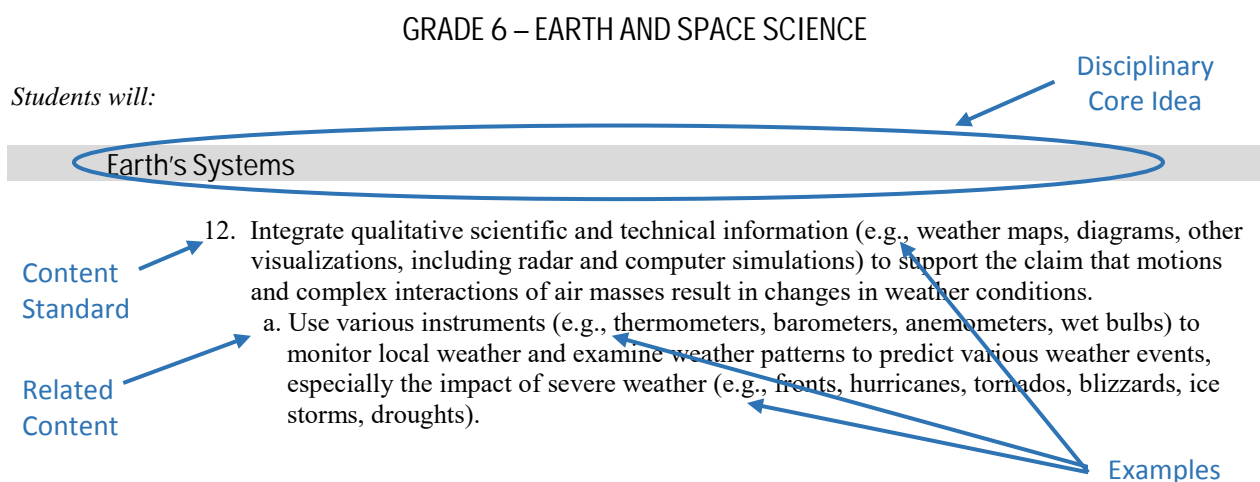 GRADE 6 – EARTH AND SPACE SCIENCE
Disciplinary
Core Idea
Students will:
Earth's Systems
12. Integrate qualitative scientific and technical information (e.g., weather maps, diagrams, other
visualizations, including radar and computer simulations) to support the claim that motions
and complex interactions of air masses result in changes in weather conditions.
Content
Standard
a. Use various instruments (e.g., thermometers, barometers, anemometers, wet bulbs) to
monitor local weather and examine weather patterns to predict various weather events,
especially the impact of severe weather (e.g., fronts, hurricanes, tornados, blizzards, ice
storms, droughts).
Related
Content
Examples